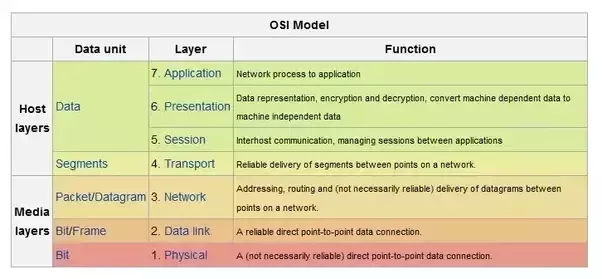 OSI Model
Data unit Layer Function
Host layers
Data
7. Application Network process to application
6. Presentation Data representation, encryption and decryption, convert machine dependent data to
machine independent data
5. Session Interhost communication, managing sessions between applications
Segments 4. Transport Reliable delivery of segments between points on a network.
Media layers
Packet/Datagram 3. Network Addressing, routing and (not necessarily reliable) delivery of datagrams between
points on a network.
Bit/Frame 2. Data link A reliable direct point-to-point data connection.
Bit 1. Physical A (not necessarily reliable) direct point-to-point data connection.